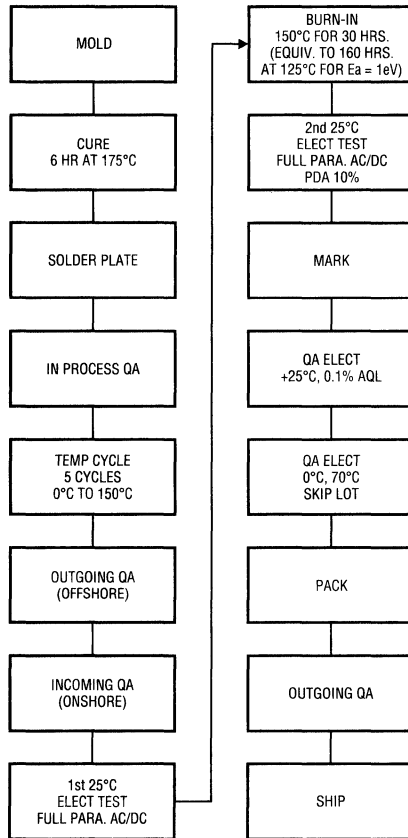 MOLD
CURE
6 HR AT 175°C
SOLDER PLATE
IN PROCESS QA
TEMP CYCLE
5 CYCLES
0°C TO 150°C
OUTGOING QA
(OFFSHORE)
INCOMING QA
(ONSHORE)
1st 25°C
ELECT TEST
FULL PARA. AC/DC
BURN-IN
150°C FOR 30 HRS.
(EQUIV. TO 160 HRS.
AT 125°C FOR Ea = 1eV)
2nd 25°C
ELECT TEST
FULL PARA. AC/DC
PDA 10%
MARK
QA ELECT
+25°C, 0.1% AQL
QA ELECT
0°C, 70°C
SKIP LOT
PACK
OUTGOING QA
SHIP